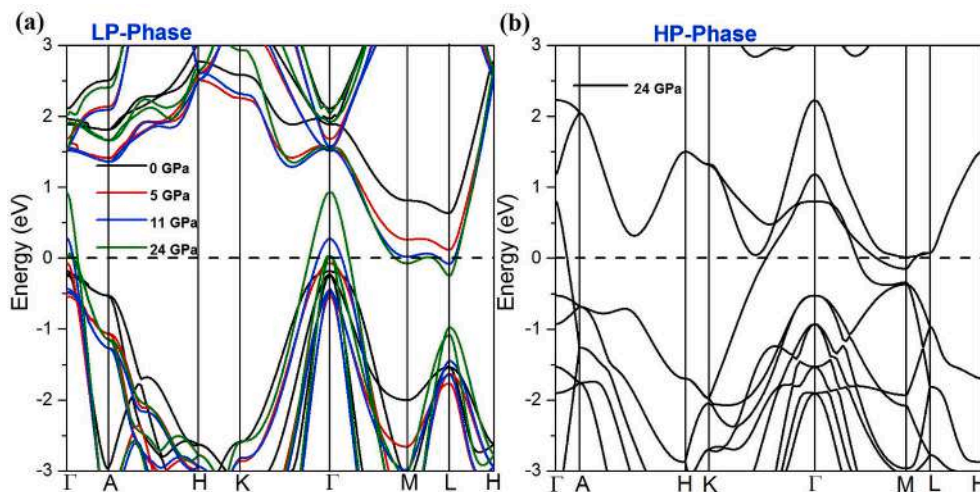 (a)
LP-Phase
Energy (eV)
3
2
1
0
-1
-2
-3
0 GPa
5 GPa
11 GPa
24 GPa
Γ A H K Γ M L H
(b)
HP-Phase
Energy (eV)
3
2
1
0
-1
-2
-3
24 GPa
Γ A H K Γ M L